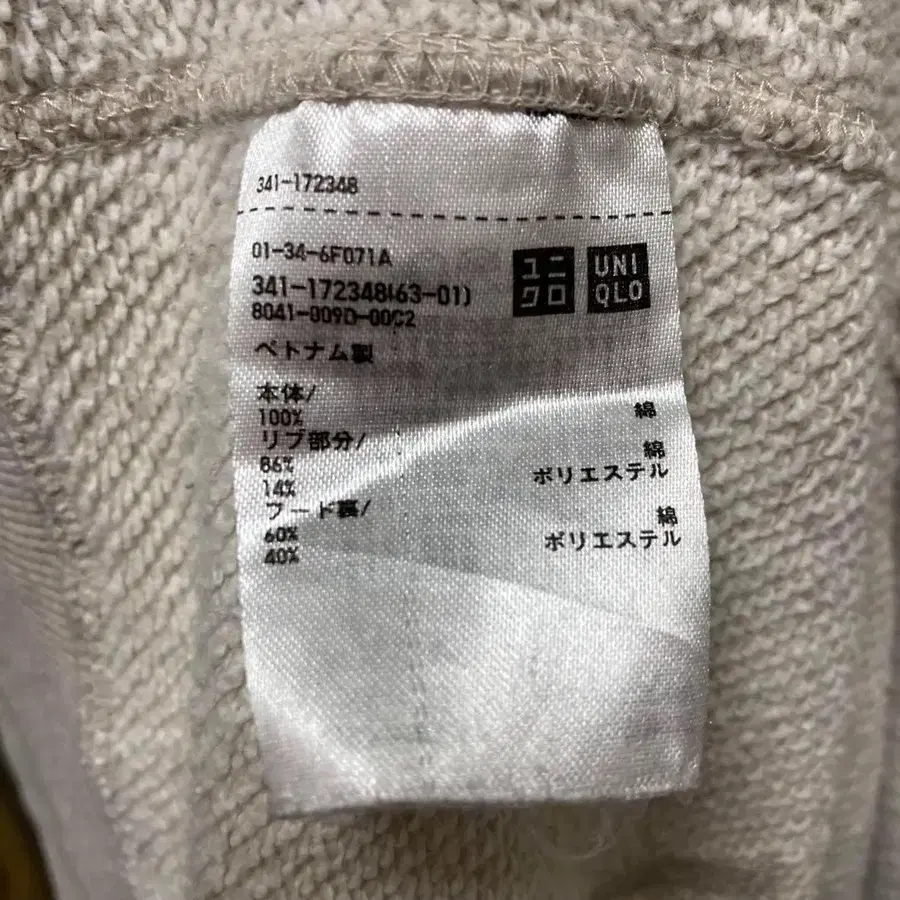 341-172348
01-34-6F071A
341-172348(63-01)
8041-009D-00C2
ユニ
クロ
UNI
QLO
ベトナム製
本体/
100% 綿
リブ部分/
86% 綿
14% ポリエステル
フード裏/
60% 綿
40% ポリエステル